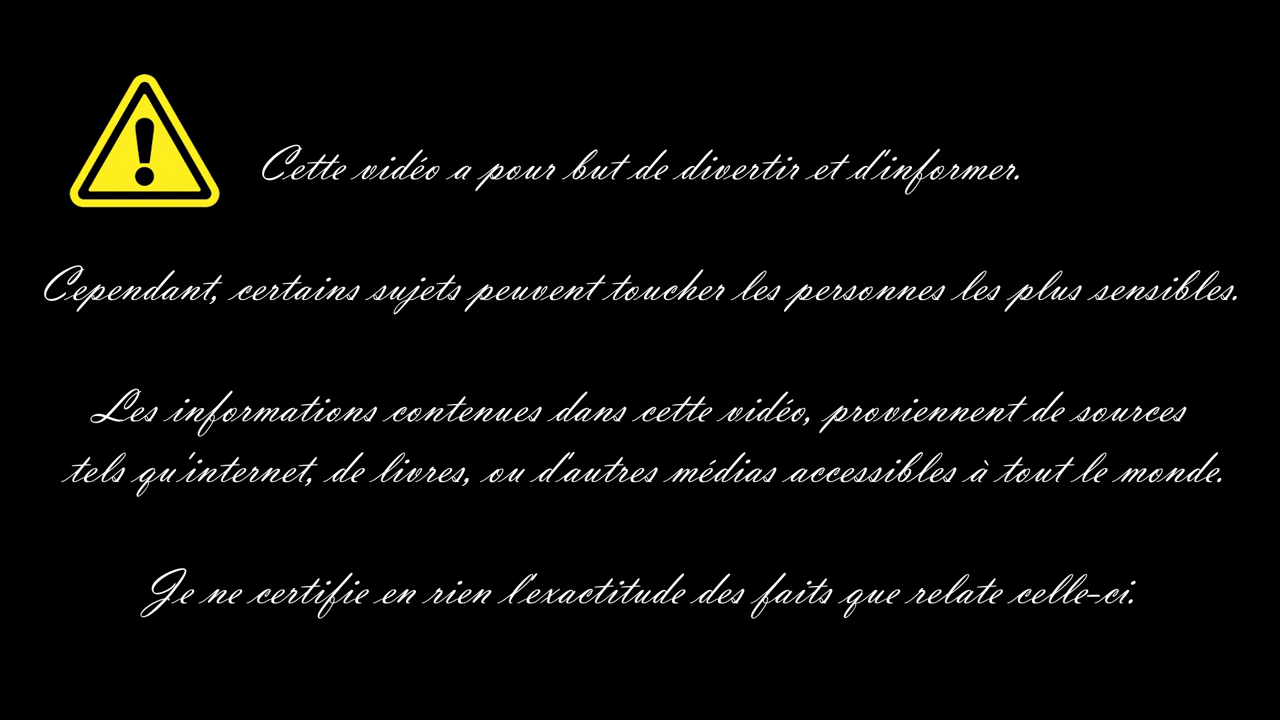 Cette vidéo a pour but de divertir et d'informer.
Cependant, certains sujets peuvent toucher les personnes les plus sensibles.
Les informations contenues dans cette vidéo, proviennent de sources
tels qu'internet, de livres, ou d'autres médias accessibles à tout le monde.
Je ne certifie en rien l'exactitude des faits que relate celle-ci.